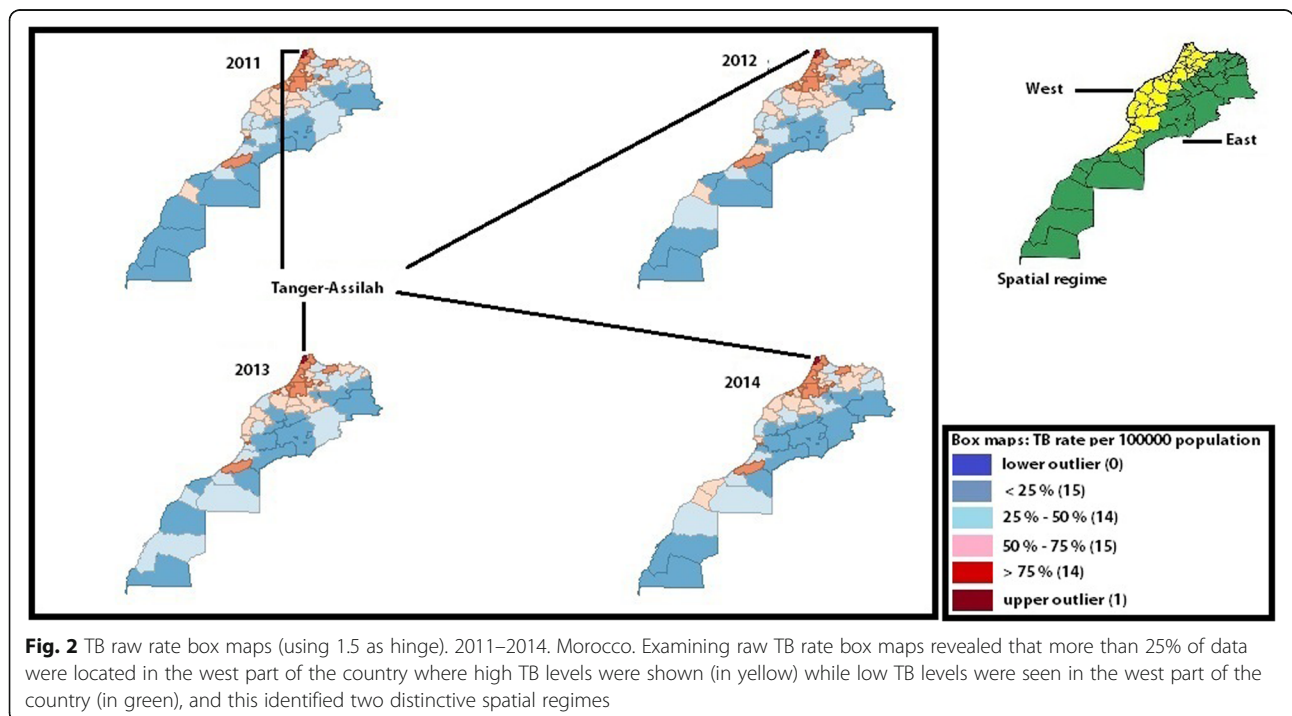 2011
2012
West
East
Tanger-Assilah
Spatial regime
2013
2014
Box maps: TB rate per 100000 population
lower outlier (0)
< 25 % (15)
25 % - 50 % (14)
50 % - 75 % (15)
> 75 % (14)
upper outlier (1)
Fig. 2 TB raw rate box maps (using 1.5 as hinge). 2011–2014. Morocco. Examining raw TB rate box maps revealed that more than 25% of data
were located in the west part of the country where high TB levels were shown (in yellow) while low TB levels were seen in the west part of the
country (in green), and this identified two distinctive spatial regimes